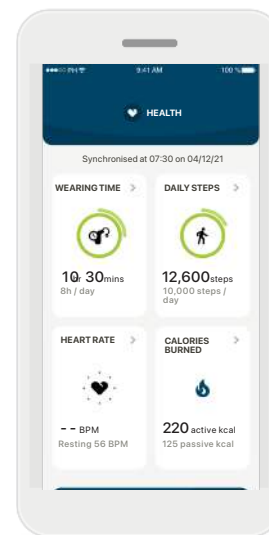 9:41 AM
100 %
HEALTH
Synchronised at 07:30 on 04/12/21
WEARING TIME
DAILY STEPS
30mins
12,600steps
8h / day
10,000 steps /
day
HEART RATE
CALORIES
BURNED
- - BPM
220 active kcal
Resting 56 BPM
125 passive kcal